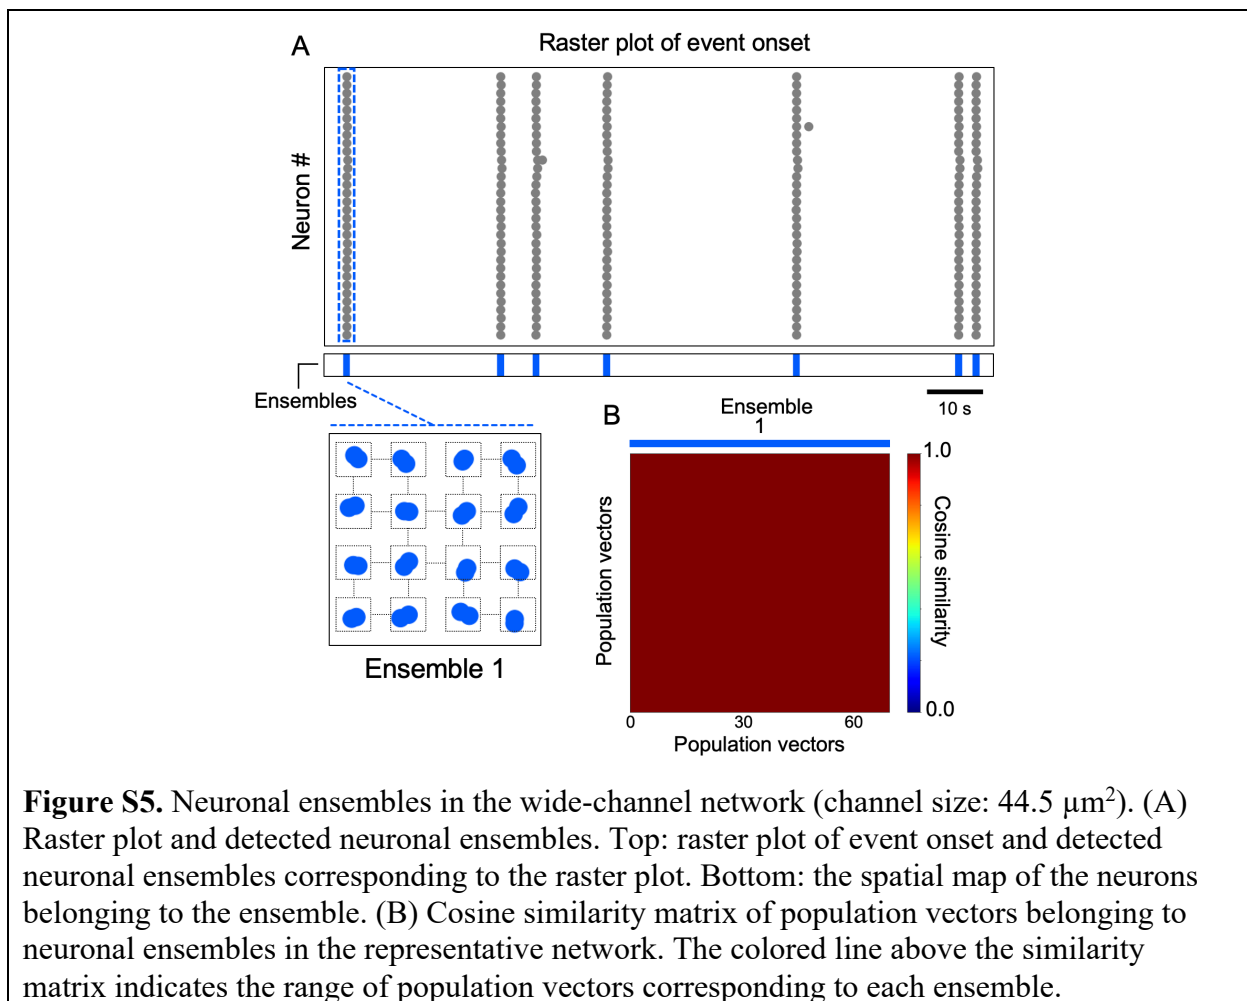 A
Raster plot of event onset
Neuron #
Ensembles
10 s
Ensemble 1
B
Ensemble
1
1.0
Cosine similarity
0.0
Population vectors
0
30
60
Population vectors
Figure S5. Neuronal ensembles in the wide-channel network (channel size: 44.5 µm²). (A)
Raster plot and detected neuronal ensembles. Top: raster plot of event onset and detected
neuronal ensembles corresponding to the raster plot. Bottom: the spatial map of the neurons
belonging to the ensemble. (B) Cosine similarity matrix of population vectors belonging to
neuronal ensembles in the representative network. The colored line above the similarity
matrix indicates the range of population vectors corresponding to each ensemble.